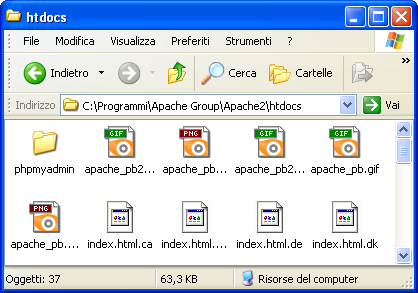 htdocs
File Modifica Visualizza Preferiti Strumenti ?
Indietro Cerca Cartelle
Indirizzo C:\Programmi\Apache Group\Apache2\htdocs Vai
GIF PNG GIF GIF
phpmyadmin apache_pb2... apache_pb... apache_pb2... apache_pb.gif
PNG
apache_pb.... index.html.ca index.html.... index.html.de index.html.dk
Oggetti: 37 63,3 KB Risorse del computer